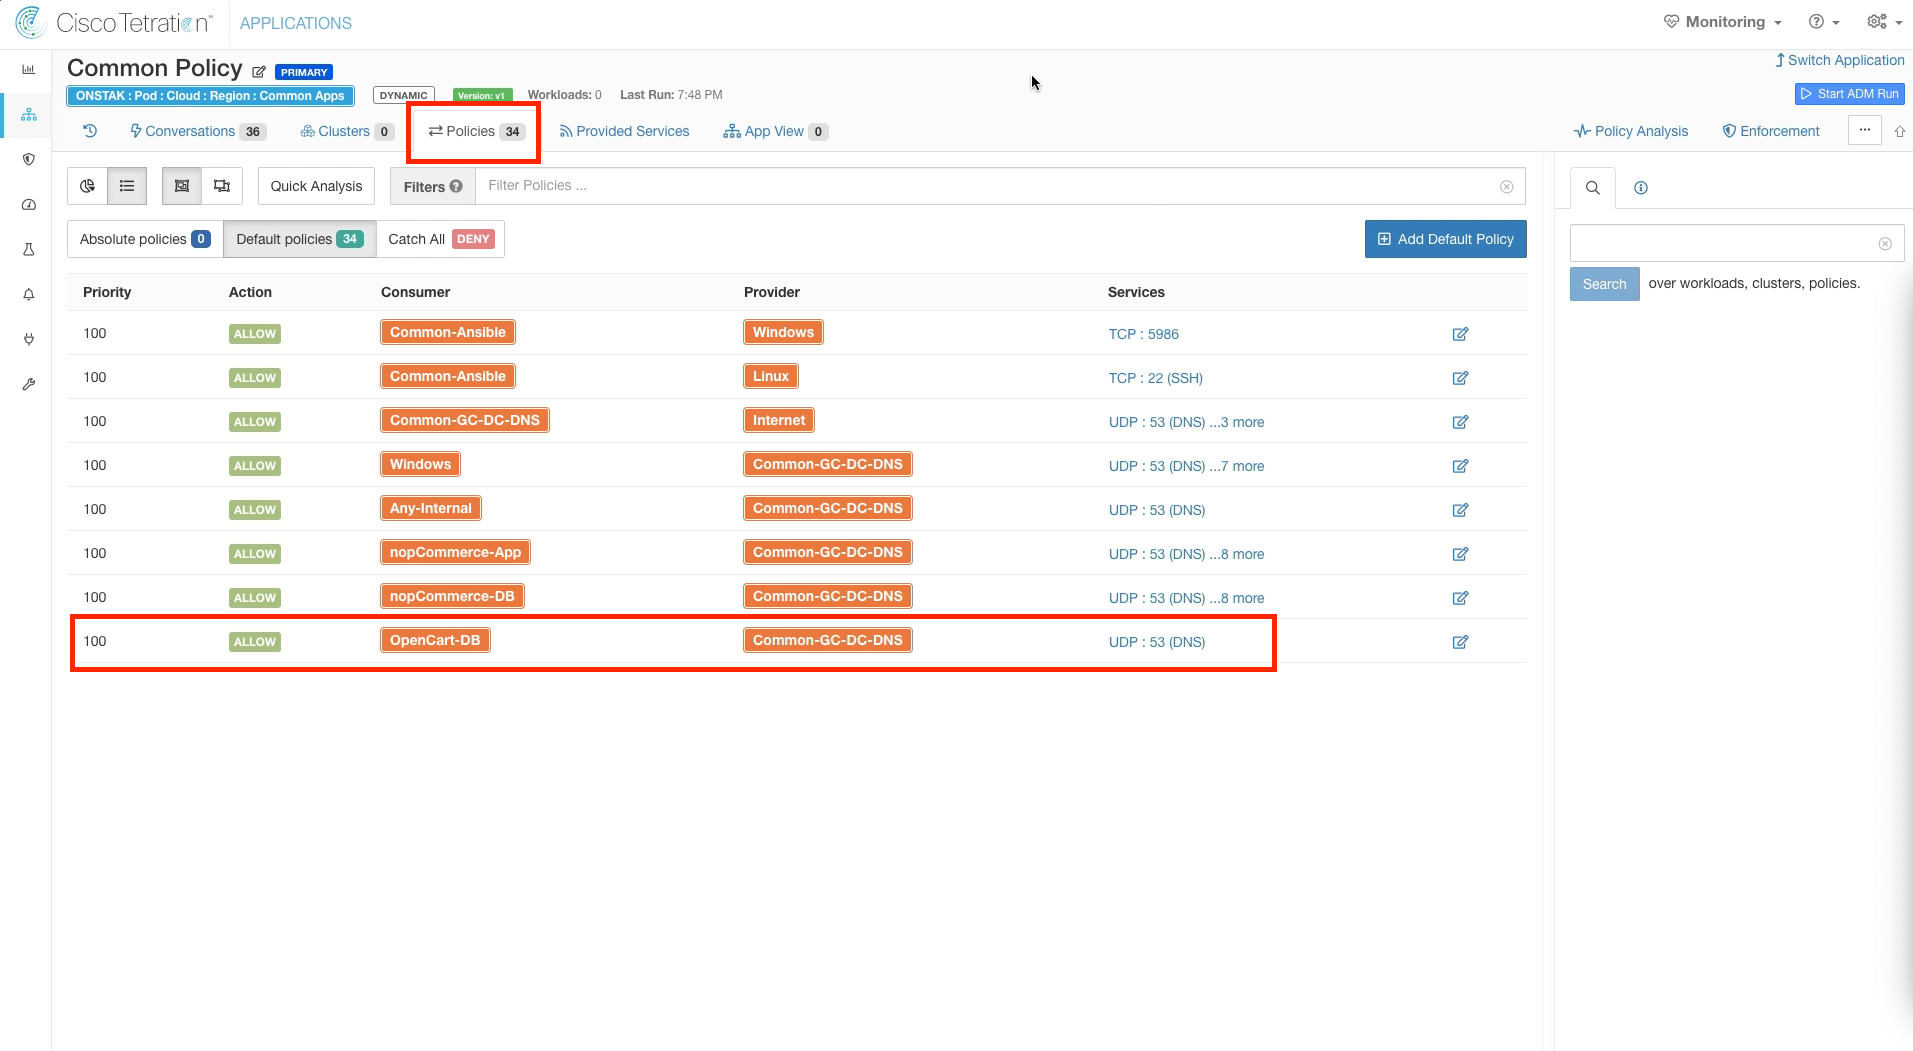 Cisco Tetration™ APPLICATIONS Monitoring
Common Policy PRIMARY Switch Application
ONSTAK : Pod : Cloud : Region : Common Apps DYNAMIC Version: v1 Workloads: 0 Last Run: 7:48 PM Start ADM Run
Conversations 36 Clusters 0 Policies 34 Provided Services App View 0 Policy Analysis Enforcement ...
Quick Analysis Filters ? Filter Policies ...
Absolute policies 0 Default policies 34 Catch All DENY Add Default Policy
Search over workloads, clusters, policies.
Priority Action Consumer Provider Services
100 ALLOW Common-Ansible Windows TCP : 5986
100 ALLOW Common-Ansible Linux TCP : 22 (SSH)
100 ALLOW Common-GC-DC-DNS Internet UDP : 53 (DNS) ...3 more
100 ALLOW Windows Common-GC-DC-DNS UDP : 53 (DNS) ...7 more
100 ALLOW Any-Internal Common-GC-DC-DNS UDP : 53 (DNS)
100 ALLOW nopCommerce-App Common-GC-DC-DNS UDP : 53 (DNS) ...8 more
100 ALLOW nopCommerce-DB Common-GC-DC-DNS UDP : 53 (DNS) ...8 more
100 ALLOW OpenCart-DB Common-GC-DC-DNS UDP : 53 (DNS)